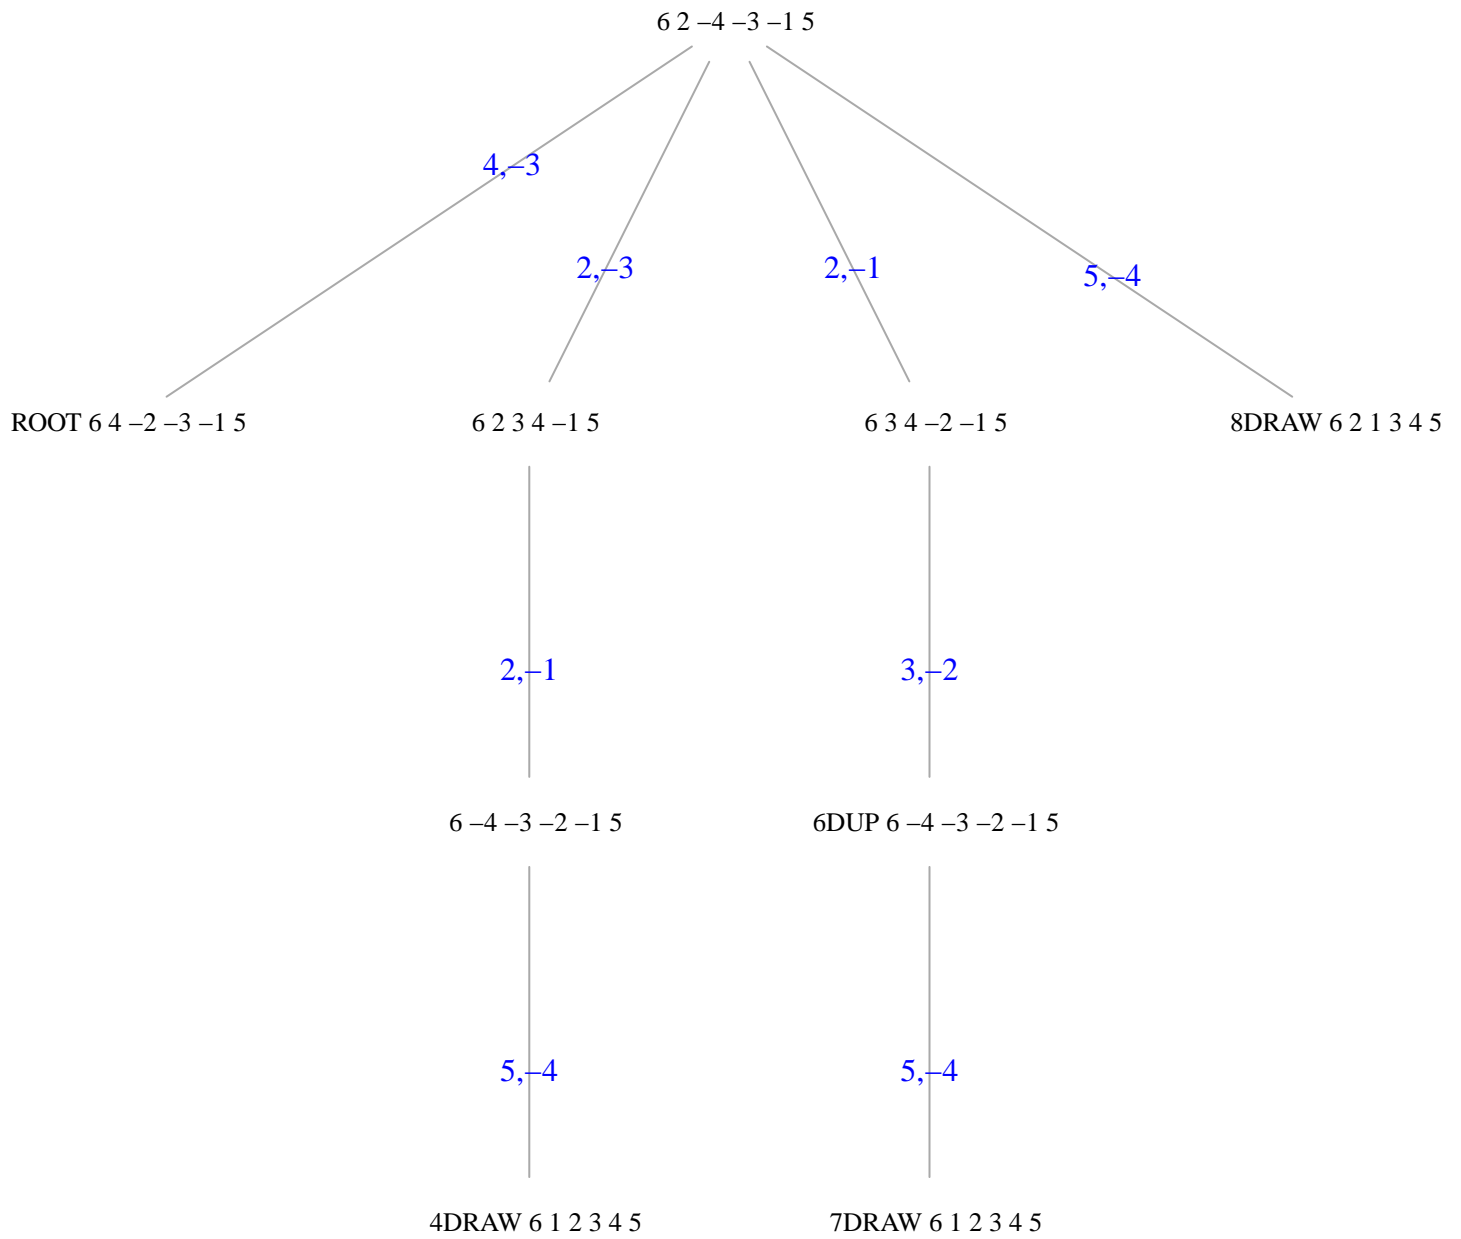 6 2 –4 –3 –1 5
4,–3
2,–3
2,–1
5,–4
ROOT 6 4 –2 –3 –1 5
6 2 3 4 –1 5
6 3 4 –2 –1 5
8DRAW 6 2 1 3 4 5
2,–1
3,–2
6 –4 –3 –2 –1 5
6DUP 6 –4 –3 –2 –1 5
5,–4
5,–4
4DRAW 6 1 2 3 4 5
7DRAW 6 1 2 3 4 5